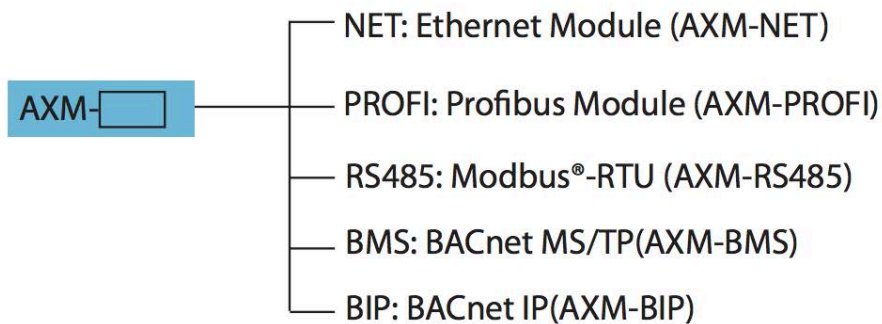 NET: Ethernet Module (AXM-NET)
AXM-
PROFI: Profibus Module (AXM-PROFI)
RS485: Modbus®-RTU (AXM-RS485)
BMS: BACnet MS/TP(AXM-BMS)
BIP: BACnet IP(AXM-BIP)